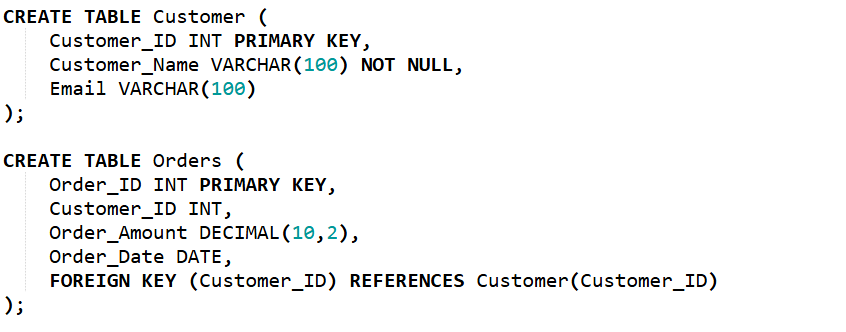 CREATE TABLE Customer (
    Customer_ID INT PRIMARY KEY,
    Customer_Name VARCHAR(100) NOT NULL,
    Email VARCHAR(100)
);

CREATE TABLE Orders (
    Order_ID INT PRIMARY KEY,
    Customer_ID INT,
    Order_Amount DECIMAL(10,2),
    Order_Date DATE,
    FOREIGN KEY (Customer_ID) REFERENCES Customer(Customer_ID)
);